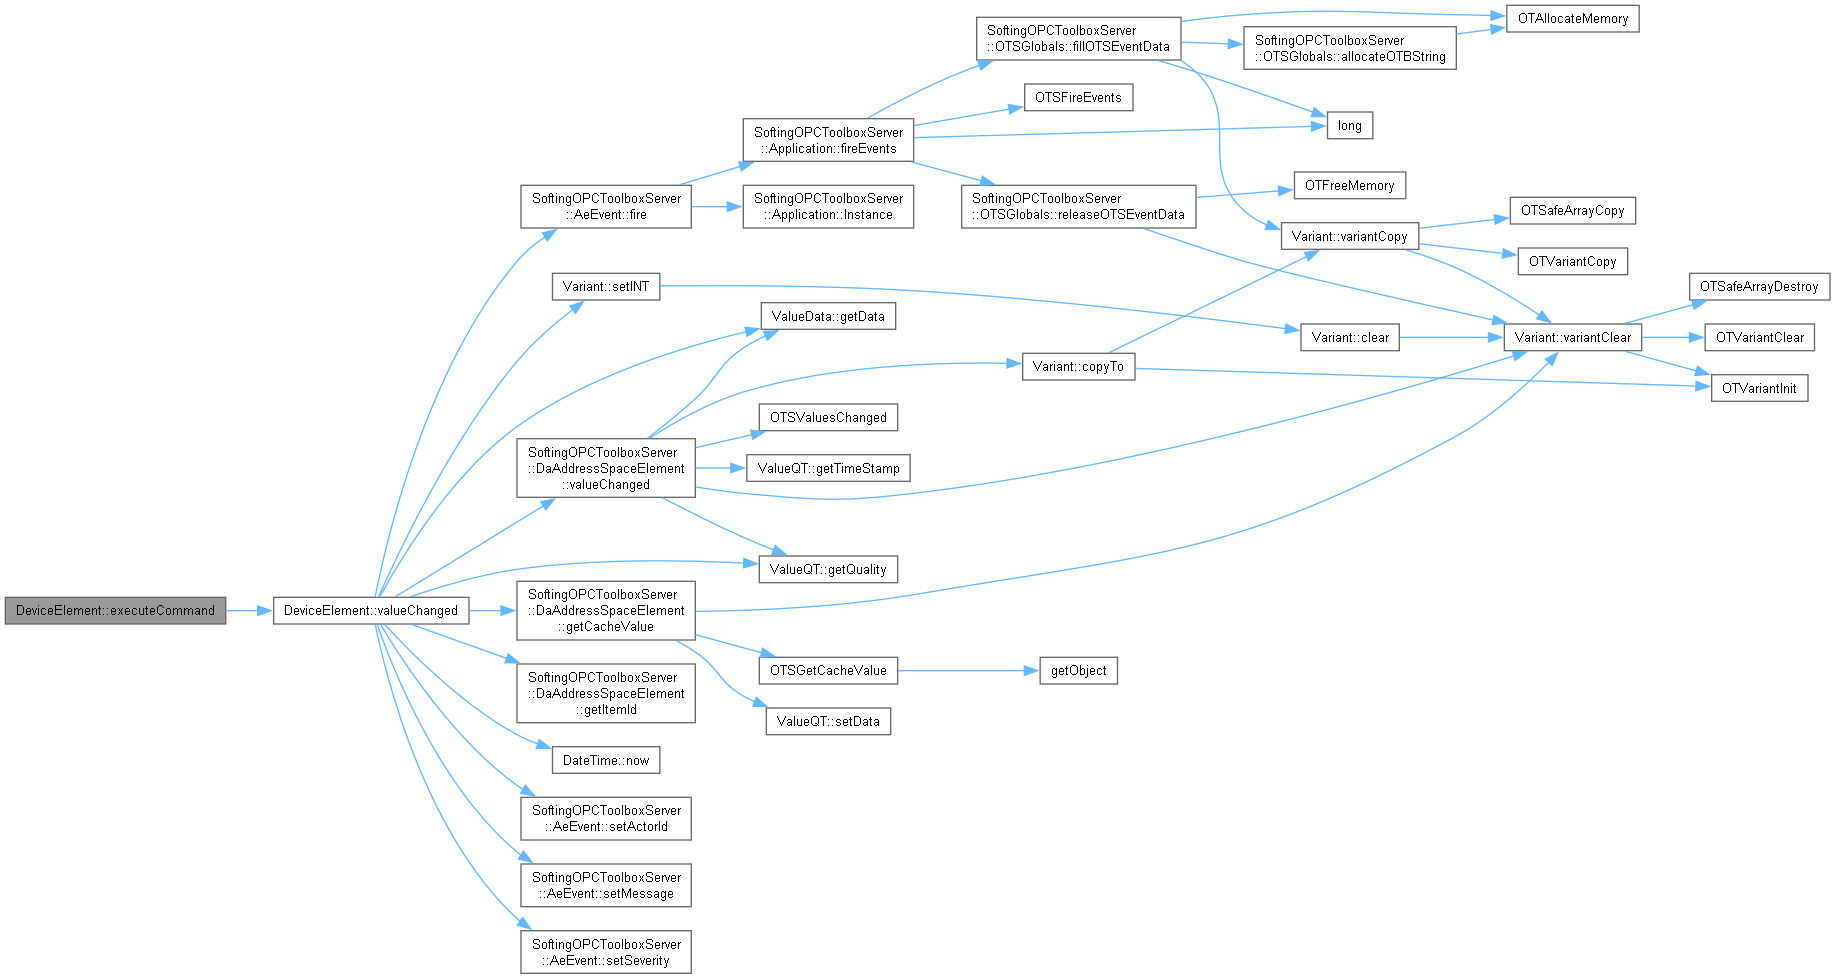 DeviceElement::executeCommand
DeviceElement::valueChanged
SoftingOPCToolboxServer
::AeEvent::fire
Variant::setINT
SoftingOPCToolboxServer
::DaAddressSpaceElement
::valueChanged
SoftingOPCToolboxServer
::DaAddressSpaceElement
::getCacheValue
SoftingOPCToolboxServer
::DaAddressSpaceElement
::getItemId
DateTime::now
SoftingOPCToolboxServer
::AeEvent::setActorId
SoftingOPCToolboxServer
::AeEvent::setMessage
SoftingOPCToolboxServer
::AeEvent::setSeverity
SoftingOPCToolboxServer
::Application::fireEvents
SoftingOPCToolboxServer
::Application::Instance
ValueData::getData
OTSValuesChanged
ValueQT::getTimeStamp
ValueQT::getQuality
OTSGetCacheValue
ValueQT::setData
SoftingOPCToolboxServer
::OTSGlobals::fillOTSEventData
OTSFireEvents
SoftingOPCToolboxServer
::OTSGlobals::releaseOTSEventData
Variant::copyTo
getObject
SoftingOPCToolboxServer
::OTSGlobals::allocateOTBString
long
OTFreeMemory
Variant::variantCopy
Variant::clear
OTAllocateMemory
OTSafeArrayCopy
OTVariantCopy
Variant::variantClear
OTSafeArrayDestroy
OTVariantClear
OTVariantInit